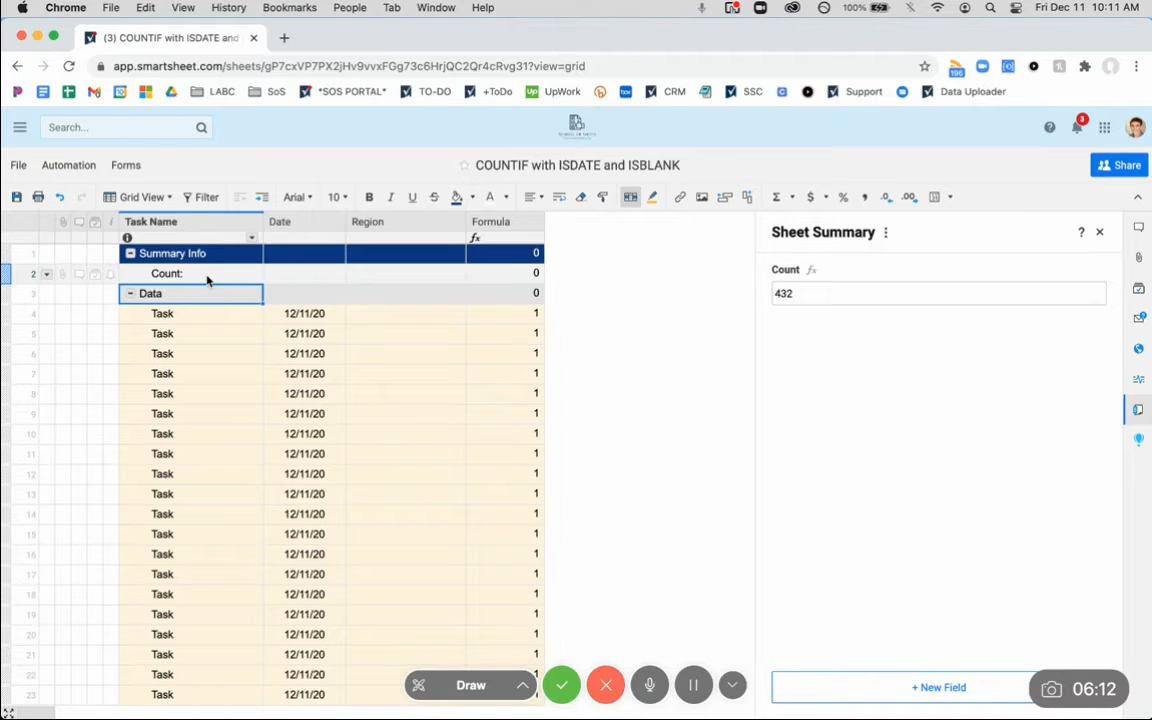 Chrome File Edit View History Bookmarks People Tab Window Help 100% Fri Dec 11 10:11 AM
(3) COUNTIF with ISDATE and
app.smartsheet.com/sheets/gP7cxVP7PX2jHv9vvxFGg73c6HrjQC2Qr4cRvg31?view=grid 196
LABC SoS *SOS PORTAL* TO-DO +ToDo UpWork CRM SSC Support Data Uploader
Search... 3
File Automation Forms COUNTIF with ISDATE and ISBLANK Share
Grid View Filter Arial 10 B I U S A Σ $ % , .0 .00
Task Name Date Region Formula
fx
1 Summary Info 0
2 Count: 0
3 Data 0
4 Task 12/11/20 1
5 Task 12/11/20 1
6 Task 12/11/20 1
7 Task 12/11/20 1
8 Task 12/11/20 1
9 Task 12/11/20 1
10 Task 12/11/20 1
11 Task 12/11/20 1
12 Task 12/11/20 1
13 Task 12/11/20 1
14 Task 12/11/20 1
15 Task 12/11/20 1
16 Task 12/11/20 1
17 Task 12/11/20 1
18 Task 12/11/20 1
19 Task 12/11/20 1
20 Task 12/11/20 1
21 Task 12/11/20 1
22 Task 12/11/20 1
23 Task 12/11/20 1
Sheet Summary ?
Count fx
432
+ New Field
Draw
06:12